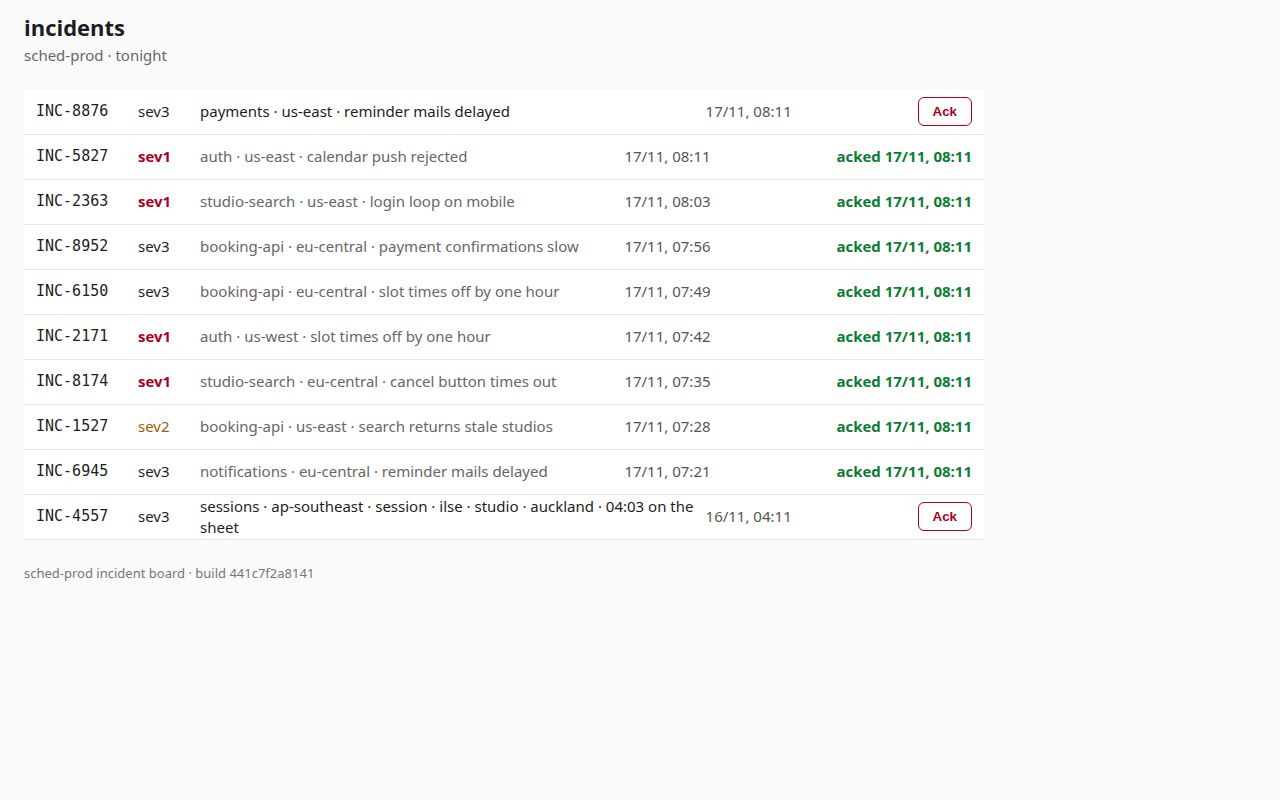 incidents
sched-prod · tonight
INC-8876 sev3 payments · us-east · reminder mails delayed 17/11, 08:11 Ack
INC-5827 sev1 auth · us-east · calendar push rejected 17/11, 08:11 acked 17/11, 08:11
INC-2363 sev1 studio-search · us-east · login loop on mobile 17/11, 08:03 acked 17/11, 08:11
INC-8952 sev3 booking-api · eu-central · payment confirmations slow 17/11, 07:56 acked 17/11, 08:11
INC-6150 sev3 booking-api · eu-central · slot times off by one hour 17/11, 07:49 acked 17/11, 08:11
INC-2171 sev1 auth · us-west · slot times off by one hour 17/11, 07:42 acked 17/11, 08:11
INC-8174 sev1 studio-search · eu-central · cancel button times out 17/11, 07:35 acked 17/11, 08:11
INC-1527 sev2 booking-api · us-east · search returns stale studios 17/11, 07:28 acked 17/11, 08:11
INC-6945 sev3 notifications · eu-central · reminder mails delayed 17/11, 07:21 acked 17/11, 08:11
INC-4557 sev3 sessions · ap-southeast · session · ilse · studio · auckland · 04:03 on the 16/11, 04:11 Ack
sheet
sched-prod incident board · build 441c7f2a8141